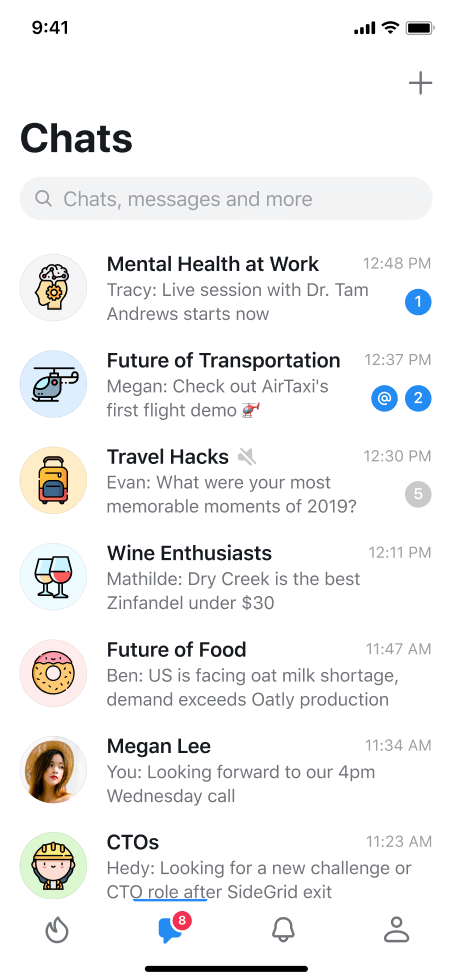 9:41
Chats
Chats, messages and more
Mental Health at Work 12:48 PM
Tracy: Live session with Dr. Tam
Andrews starts now 1
Future of Transportation 12:37 PM
Megan: Check out AirTaxi's
first flight demo 🚁 @ 2
Travel Hacks 12:30 PM
Evan: What were your most
memorable moments of 2019? 5
Wine Enthusiasts 12:11 PM
Mathilde: Dry Creek is the best
Zinfandel under $30
Future of Food 11:47 AM
Ben: US is facing oat milk shortage,
demand exceeds Oatly production
Megan Lee 11:34 AM
You: Looking forward to our 4pm
Wednesday call
CTOs 11:23 AM
Hedy: Looking for a new challenge or
CTO role after SideGrid exit
8